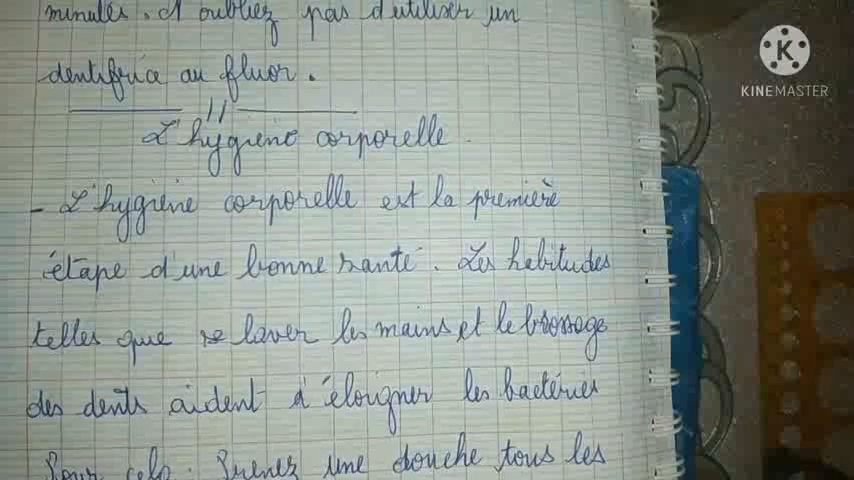 minutes. N'oubliez pas d'utiliser un
dentifrice au fluor.
L'hygiène corporelle.
- L'hygiène corporelle est la première
étape d'une bonne santé. Les habitudes
telles que se laver les mains et le brossage
des dents aident d'éloigner les bactéries
Pour cela. Prenez une douche tous les
K
KINEMASTER